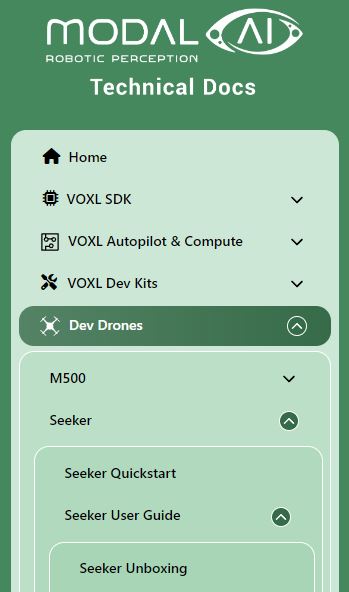 MODAL AI
ROBOTIC PERCEPTION
Technical Docs
Home
VOXL SDK
VOXL Autopilot & Compute
VOXL Dev Kits
Dev Drones
M500
Seeker
Seeker Quickstart
Seeker User Guide
Seeker Unboxing